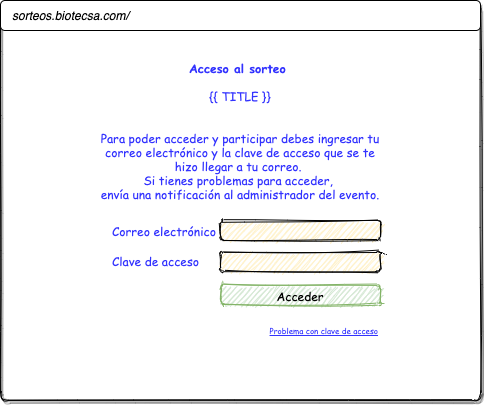 sorteos.biotecsa.com/
Acceso al sorteo
{{ TITLE }}
Para poder acceder y participar debes ingresar tu
correo electrónico y la clave de acceso que se te
hizo llegar a tu correo.
Si tienes problemas para acceder,
envía una notificación al administrador del evento.
Correo electrónico
Clave de acceso
Acceder
Problema con clave de acceso